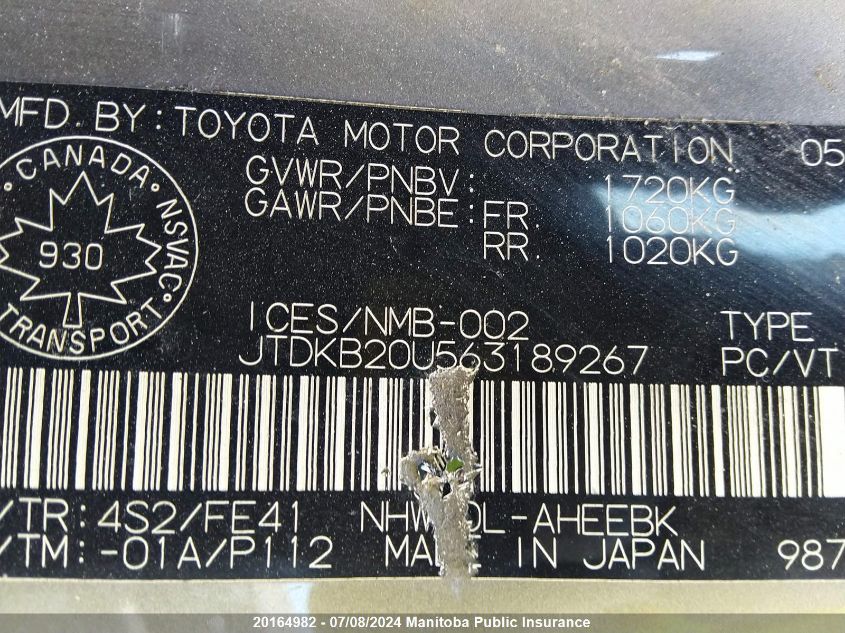 MFD. BY: TOYOTA MOTOR CORPORATION 05
CANADA
NSVAC
930
TRANSPORT
GVWR/PNBV: 1720KG
GAWR/PNBE: FR. 1060KG
RR. 1020KG
ICES/NMB-002 TYPE
JTDKB20U563189267 PC/VT
/TR: 4S2/FE41 -AHEEBK
/TM: -01A/P112 MADE IN JAPAN 987
20164982 - 07/08/2024 Manitoba Public Insurance